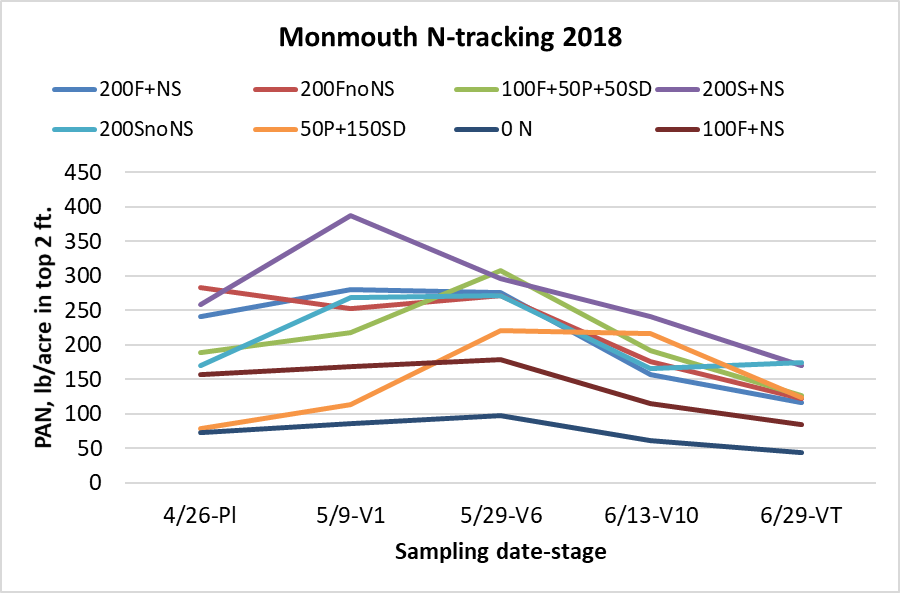 Monmouth N-tracking 2018
200F+NS 200FnoNS 100F+50P+50SD 200S+NS
200SnoNS 50P+150SD 0 N 100F+NS
450
400
350
300
250
200
150
100
50
0
PAN, lb/acre in top 2 ft.
4/26-Pl 5/9-V1 5/29-V6 6/13-V10 6/29-VT
Sampling date-stage